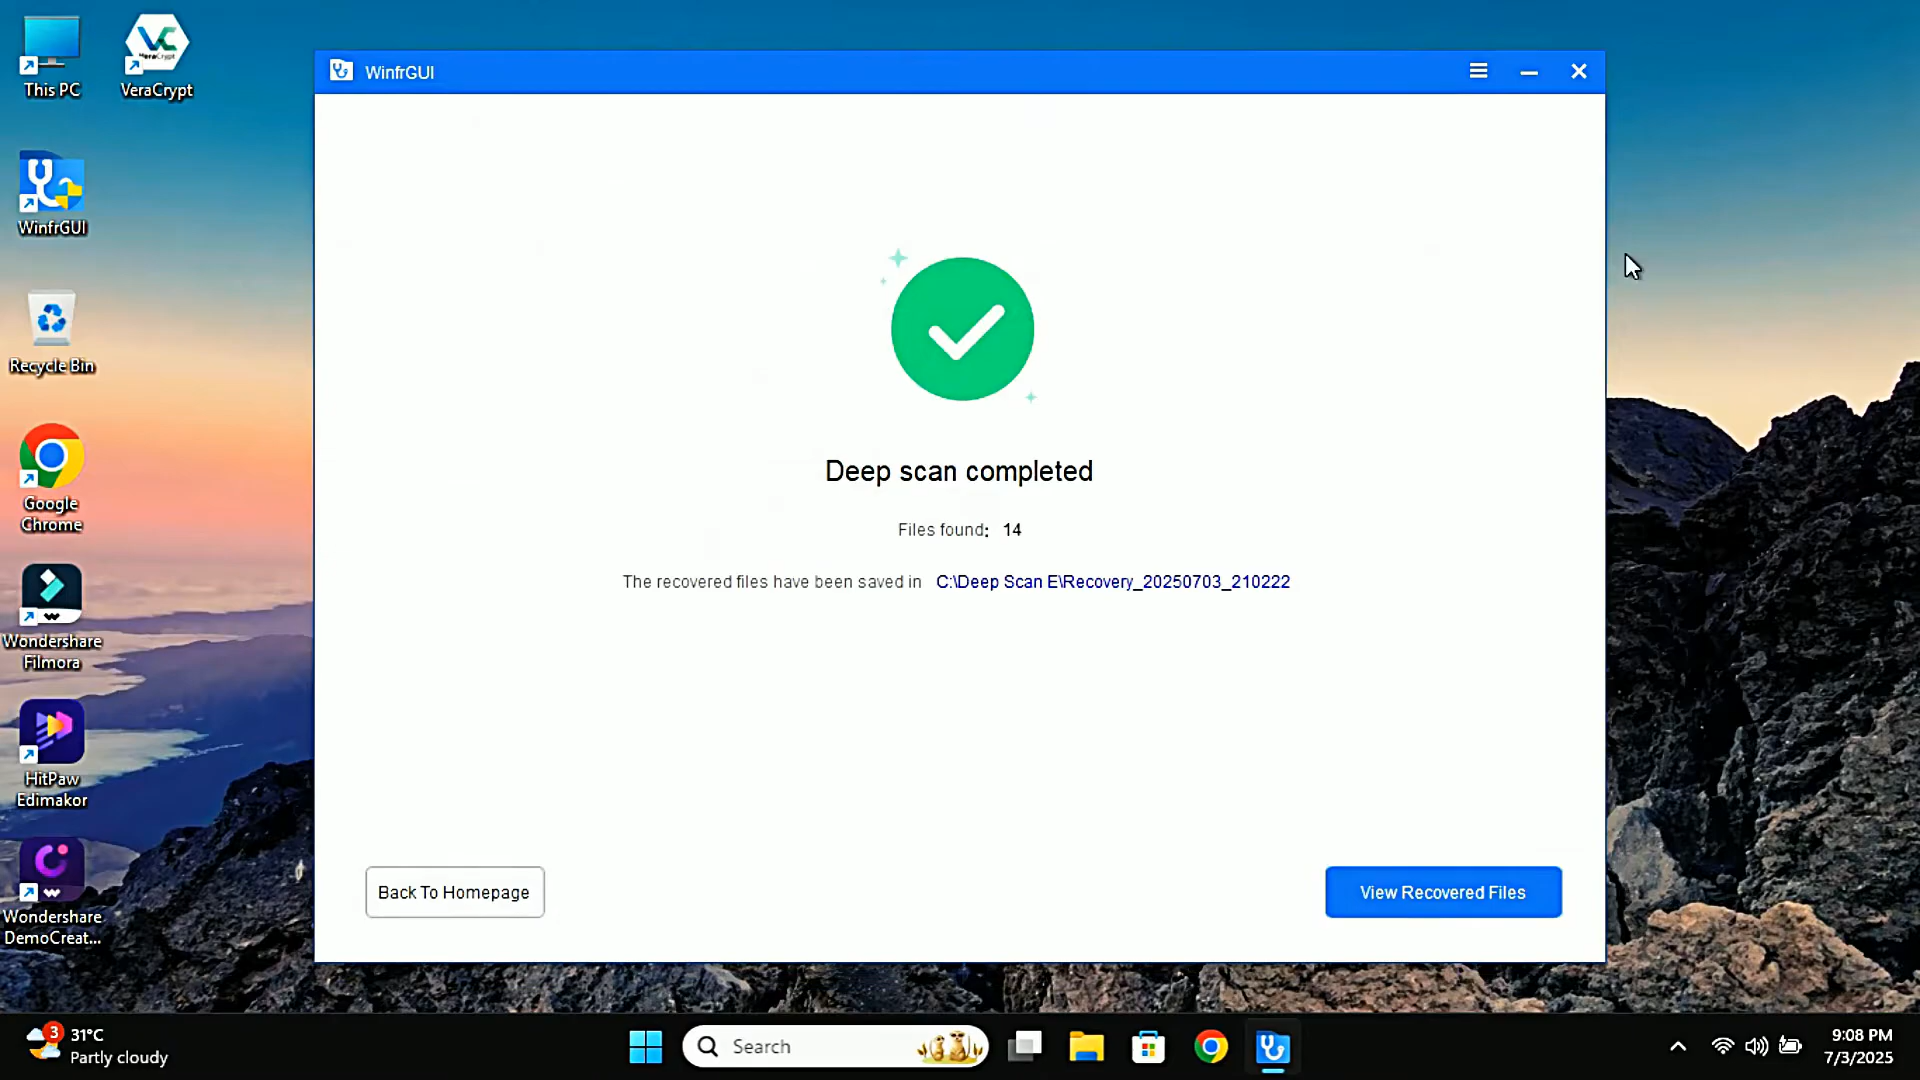 This PC
VeraCrypt
VeraCrypt
WinfrGUI
WinfrGUI
Recycle Bin
Google
Chrome
Wondershare
Filmora
HitPaw
Edimakor
Wondershare
DemoCreat...
Deep scan completed
Files found: 14
The recovered files have been saved in C:\Deep Scan E\Recovery_20250703_210222
Back To Homepage
View Recovered Files
3
31°C
Partly cloudy
Search
9:08 PM
7/3/2025